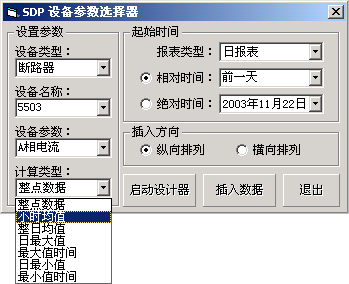 SDP 设备参数选择器
设置参数
设备类型：
断路器
设备名称：
5503
设备参数：
A相电流
计算类型：
整点数据
整点数据
小时均值
整日均值
日最大值
最大值时间
日最小值
最小值时间
起始时间
报表类型： 日报表
相对时间： 前一天
绝对时间： 2003年11月22日
插入方向
纵向排列 横向排列
启动设计器 插入数据 退出